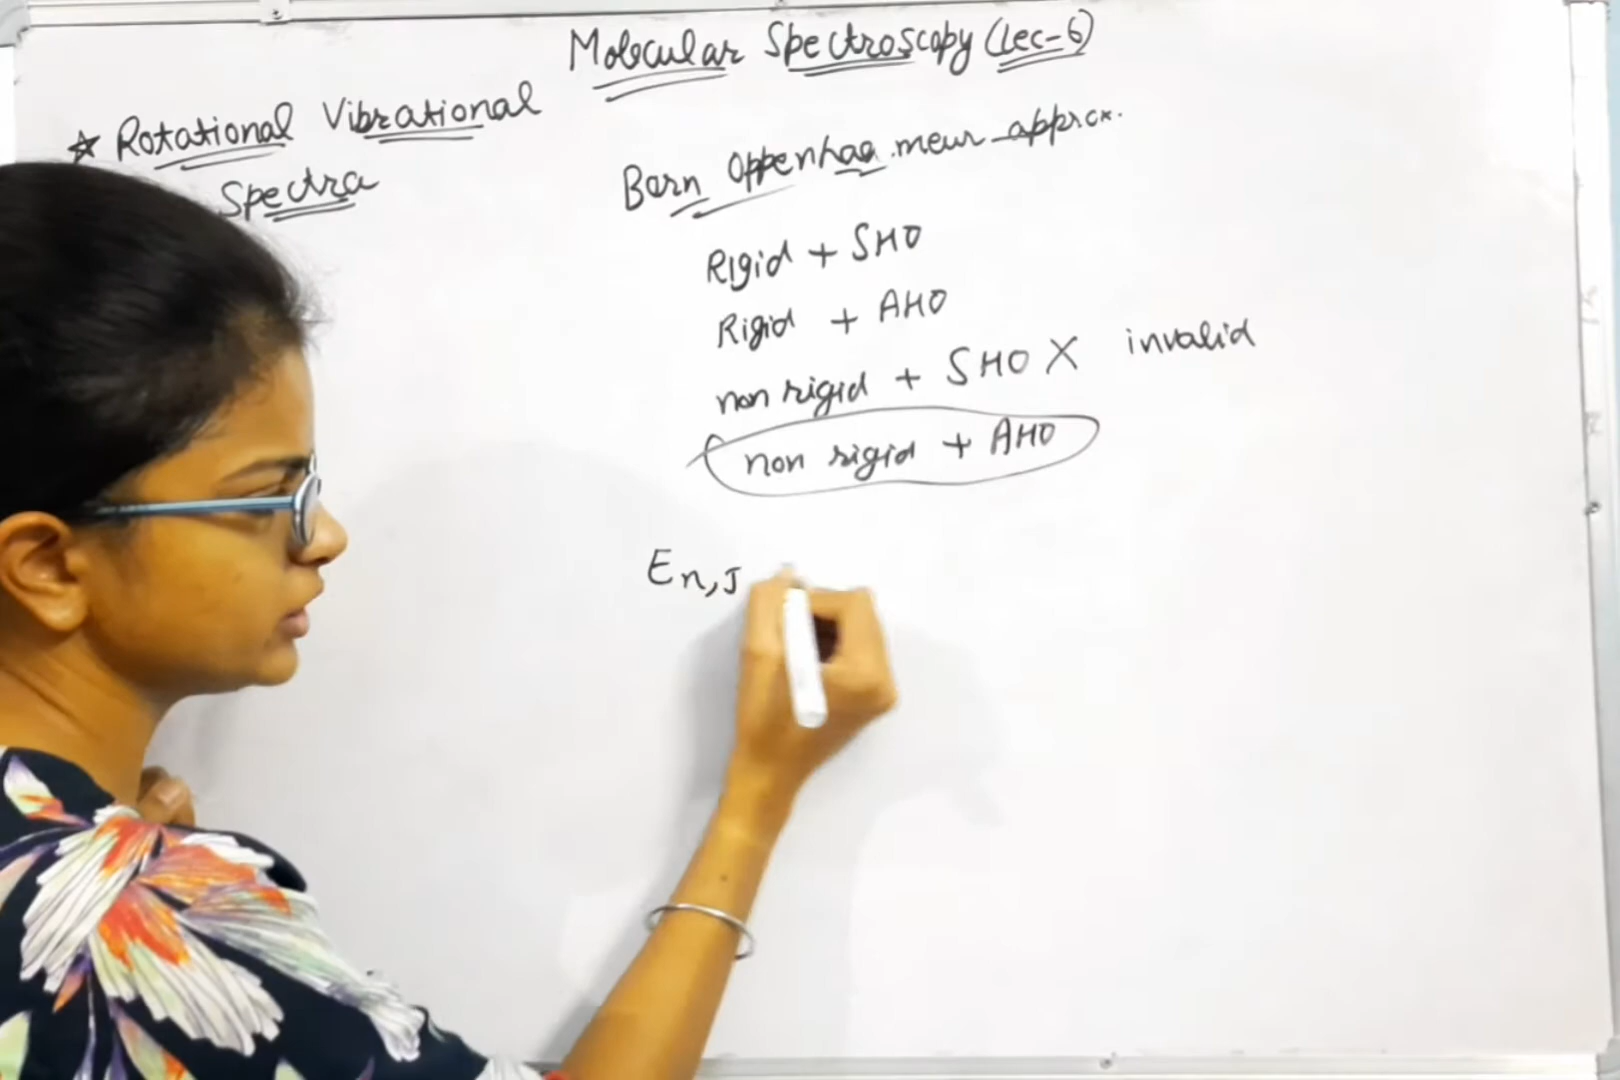 Molecular Spectroscopy (Lec-6)
☆ Rotational Vibrational
Spectra
Born Oppenhaa.meur approx.
Rigid + SHO
Rigid + AHO
non rigid + SHO X invalid
non rigid + AHO
En,J